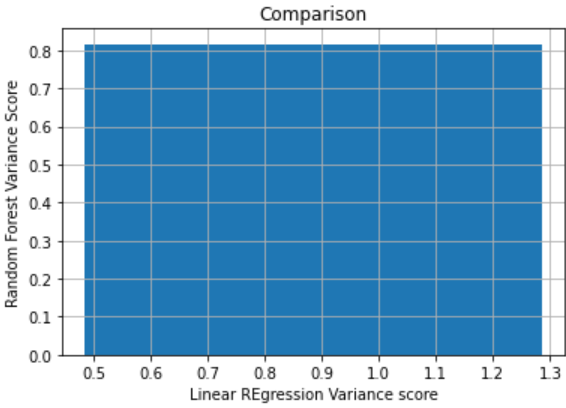 Comparison
Random Forest Variance Score
0.8
0.7
0.6
0.5
0.4
0.3
0.2
0.1
0.0
0.5 0.6 0.7 0.8 0.9 1.0 1.1 1.2 1.3
Linear REgression Variance score